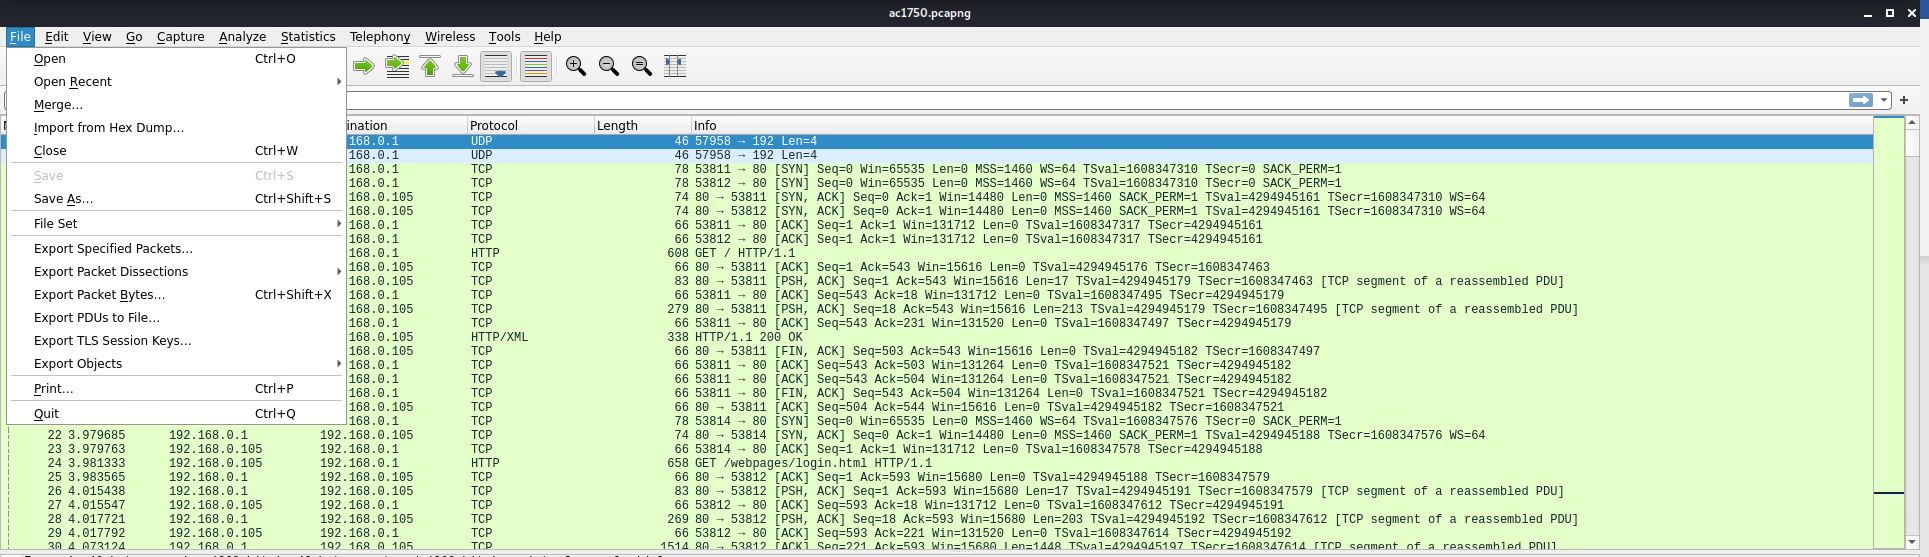 ac1750.pcapng
File Edit View Go Capture Analyze Statistics Telephony Wireless Tools Help
Open Ctrl+O
Open Recent
Merge...
Import from Hex Dump...
Close Ctrl+W
Save Ctrl+S
Save As... Ctrl+Shift+S
File Set
Export Specified Packets...
Export Packet Dissections
Export Packet Bytes... Ctrl+Shift+X
Export PDUs to File...
Export TLS Session Keys...
Export Objects
Print... Ctrl+P
Quit Ctrl+Q
ination Protocol Length Info
168.0.1 UDP 46 57958 → 192 Len=4
168.0.1 UDP 46 57958 → 192 Len=4
168.0.1 TCP 78 53811 → 80 [SYN] Seq=0 Win=65535 Len=0 MSS=1460 WS=64 TSval=1608347310 TSecr=0 SACK_PERM=1
168.0.1 TCP 78 53812 → 80 [SYN] Seq=0 Win=65535 Len=0 MSS=1460 WS=64 TSval=1608347310 TSecr=0 SACK_PERM=1
168.0.105 TCP 74 80 → 53811 [SYN, ACK] Seq=0 Ack=1 Win=14480 Len=0 MSS=1460 SACK_PERM=1 TSval=4294945161 TSecr=1608347310 WS=64
168.0.105 TCP 74 80 → 53812 [SYN, ACK] Seq=0 Ack=1 Win=14480 Len=0 MSS=1460 SACK_PERM=1 TSval=4294945161 TSecr=1608347310 WS=64
168.0.1 TCP 66 53811 → 80 [ACK] Seq=1 Ack=1 Win=131712 Len=0 TSval=1608347317 TSecr=4294945161
168.0.1 TCP 66 53812 → 80 [ACK] Seq=1 Ack=1 Win=131712 Len=0 TSval=1608347317 TSecr=4294945161
168.0.1 HTTP 608 GET / HTTP/1.1
168.0.105 TCP 66 80 → 53811 [ACK] Seq=1 Ack=543 Win=15616 Len=0 TSval=4294945176 TSecr=1608347463
168.0.105 TCP 83 80 → 53811 [PSH, ACK] Seq=1 Ack=543 Win=15616 Len=17 TSval=4294945179 TSecr=1608347463 [TCP segment of a reassembled PDU]
168.0.1 TCP 66 53811 → 80 [ACK] Seq=543 Ack=18 Win=131712 Len=0 TSval=1608347495 TSecr=4294945179
168.0.105 TCP 279 80 → 53811 [PSH, ACK] Seq=18 Ack=543 Win=15616 Len=213 TSval=4294945179 TSecr=1608347495 [TCP segment of a reassembled PDU]
168.0.1 TCP 66 53811 → 80 [ACK] Seq=543 Ack=231 Win=131520 Len=0 TSval=1608347497 TSecr=4294945179
168.0.105 HTTP/XML 338 HTTP/1.1 200 OK
168.0.105 TCP 66 80 → 53811 [FIN, ACK] Seq=503 Ack=543 Win=15616 Len=0 TSval=4294945182 TSecr=1608347497
168.0.1 TCP 66 53811 → 80 [ACK] Seq=543 Ack=503 Win=131264 Len=0 TSval=1608347521 TSecr=4294945182
168.0.1 TCP 66 53811 → 80 [ACK] Seq=543 Ack=504 Win=131264 Len=0 TSval=1608347521 TSecr=4294945182
168.0.1 TCP 66 53811 → 80 [FIN, ACK] Seq=543 Ack=504 Win=131264 Len=0 TSval=1608347521 TSecr=4294945182
168.0.105 TCP 66 80 → 53811 [ACK] Seq=504 Ack=544 Win=15616 Len=0 TSval=4294945182 TSecr=1608347521
168.0.1 TCP 78 53814 → 80 [SYN] Seq=0 Win=65535 Len=0 MSS=1460 WS=64 TSval=1608347576 TSecr=0 SACK_PERM=1
22 3.979685 192.168.0.1 192.168.0.105 TCP 74 80 → 53814 [SYN, ACK] Seq=0 Ack=1 Win=14480 Len=0 MSS=1460 SACK_PERM=1 TSval=4294945188 TSecr=1608347576 WS=64
23 3.979763 192.168.0.105 192.168.0.1 TCP 66 53814 → 80 [ACK] Seq=1 Ack=1 Win=131712 Len=0 TSval=1608347578 TSecr=4294945188
24 3.981333 192.168.0.105 192.168.0.1 HTTP 658 GET /webpages/login.html HTTP/1.1
25 3.983565 192.168.0.1 192.168.0.105 TCP 66 80 → 53812 [ACK] Seq=1 Ack=593 Win=15680 Len=0 TSval=4294945188 TSecr=1608347579
26 4.015438 192.168.0.1 192.168.0.105 TCP 83 80 → 53812 [PSH, ACK] Seq=1 Ack=593 Win=15680 Len=17 TSval=4294945191 TSecr=1608347579 [TCP segment of a reassembled PDU]
27 4.015547 192.168.0.105 192.168.0.1 TCP 66 53812 → 80 [ACK] Seq=593 Ack=18 Win=131712 Len=0 TSval=1608347612 TSecr=4294945191
28 4.017721 192.168.0.1 192.168.0.105 TCP 269 80 → 53812 [PSH, ACK] Seq=18 Ack=593 Win=15680 Len=203 TSval=4294945192 TSecr=1608347612 [TCP segment of a reassembled PDU]
29 4.017792 192.168.0.105 192.168.0.1 TCP 66 53812 → 80 [ACK] Seq=593 Ack=221 Win=131520 Len=0 TSval=1608347614 TSecr=4294945192
30 4.073124 192.168.0.1 192.168.0.105 TCP 1514 80 → 53812 [ACK] Seq=221 Ack=593 Win=15680 Len=1448 TSval=4294945197 TSecr=1608347614 [TCP segment of a reassembled PDU]